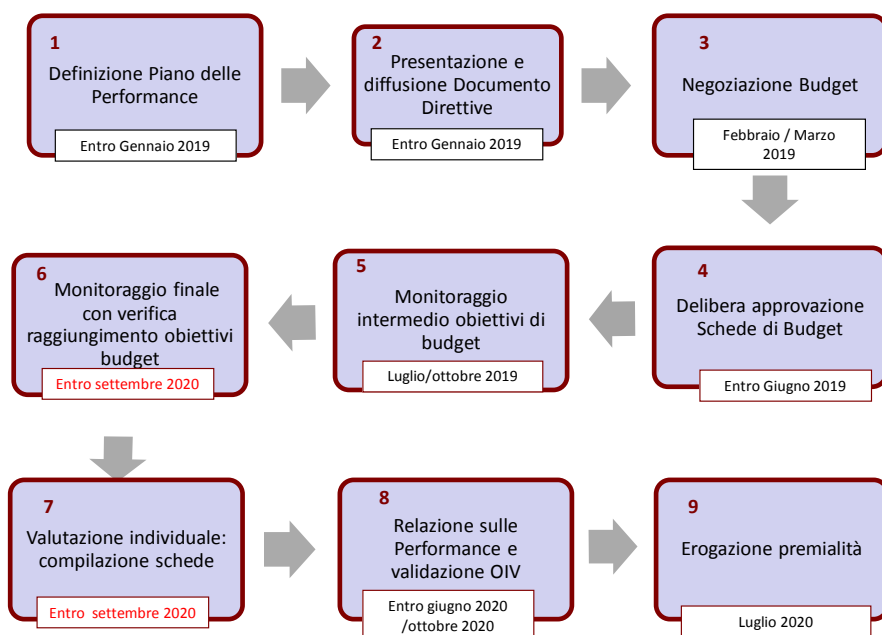 1
Definizione Piano delle
Performance
Entro Gennaio 2019
2
Presentazione e
diffusione Documento
Direttive
Entro Gennaio 2019
3
Negoziazione Budget
Febbraio / Marzo
2019
4
Delibera approvazione
Schede di Budget
Entro Giugno 2019
5
Monitoraggio
intermedio obiettivi di
budget
Luglio/ottobre 2019
6
Monitoraggio finale
con verifica
raggiungimento obiettivi
budget
Entro settembre 2020
7
Valutazione individuale:
compilazione schede
Entro settembre 2020
8
Relazione sulle
Performance e
validazione OIV
Entro giugno 2020
/ottobre 2020
9
Erogazione premialità
Luglio 2020